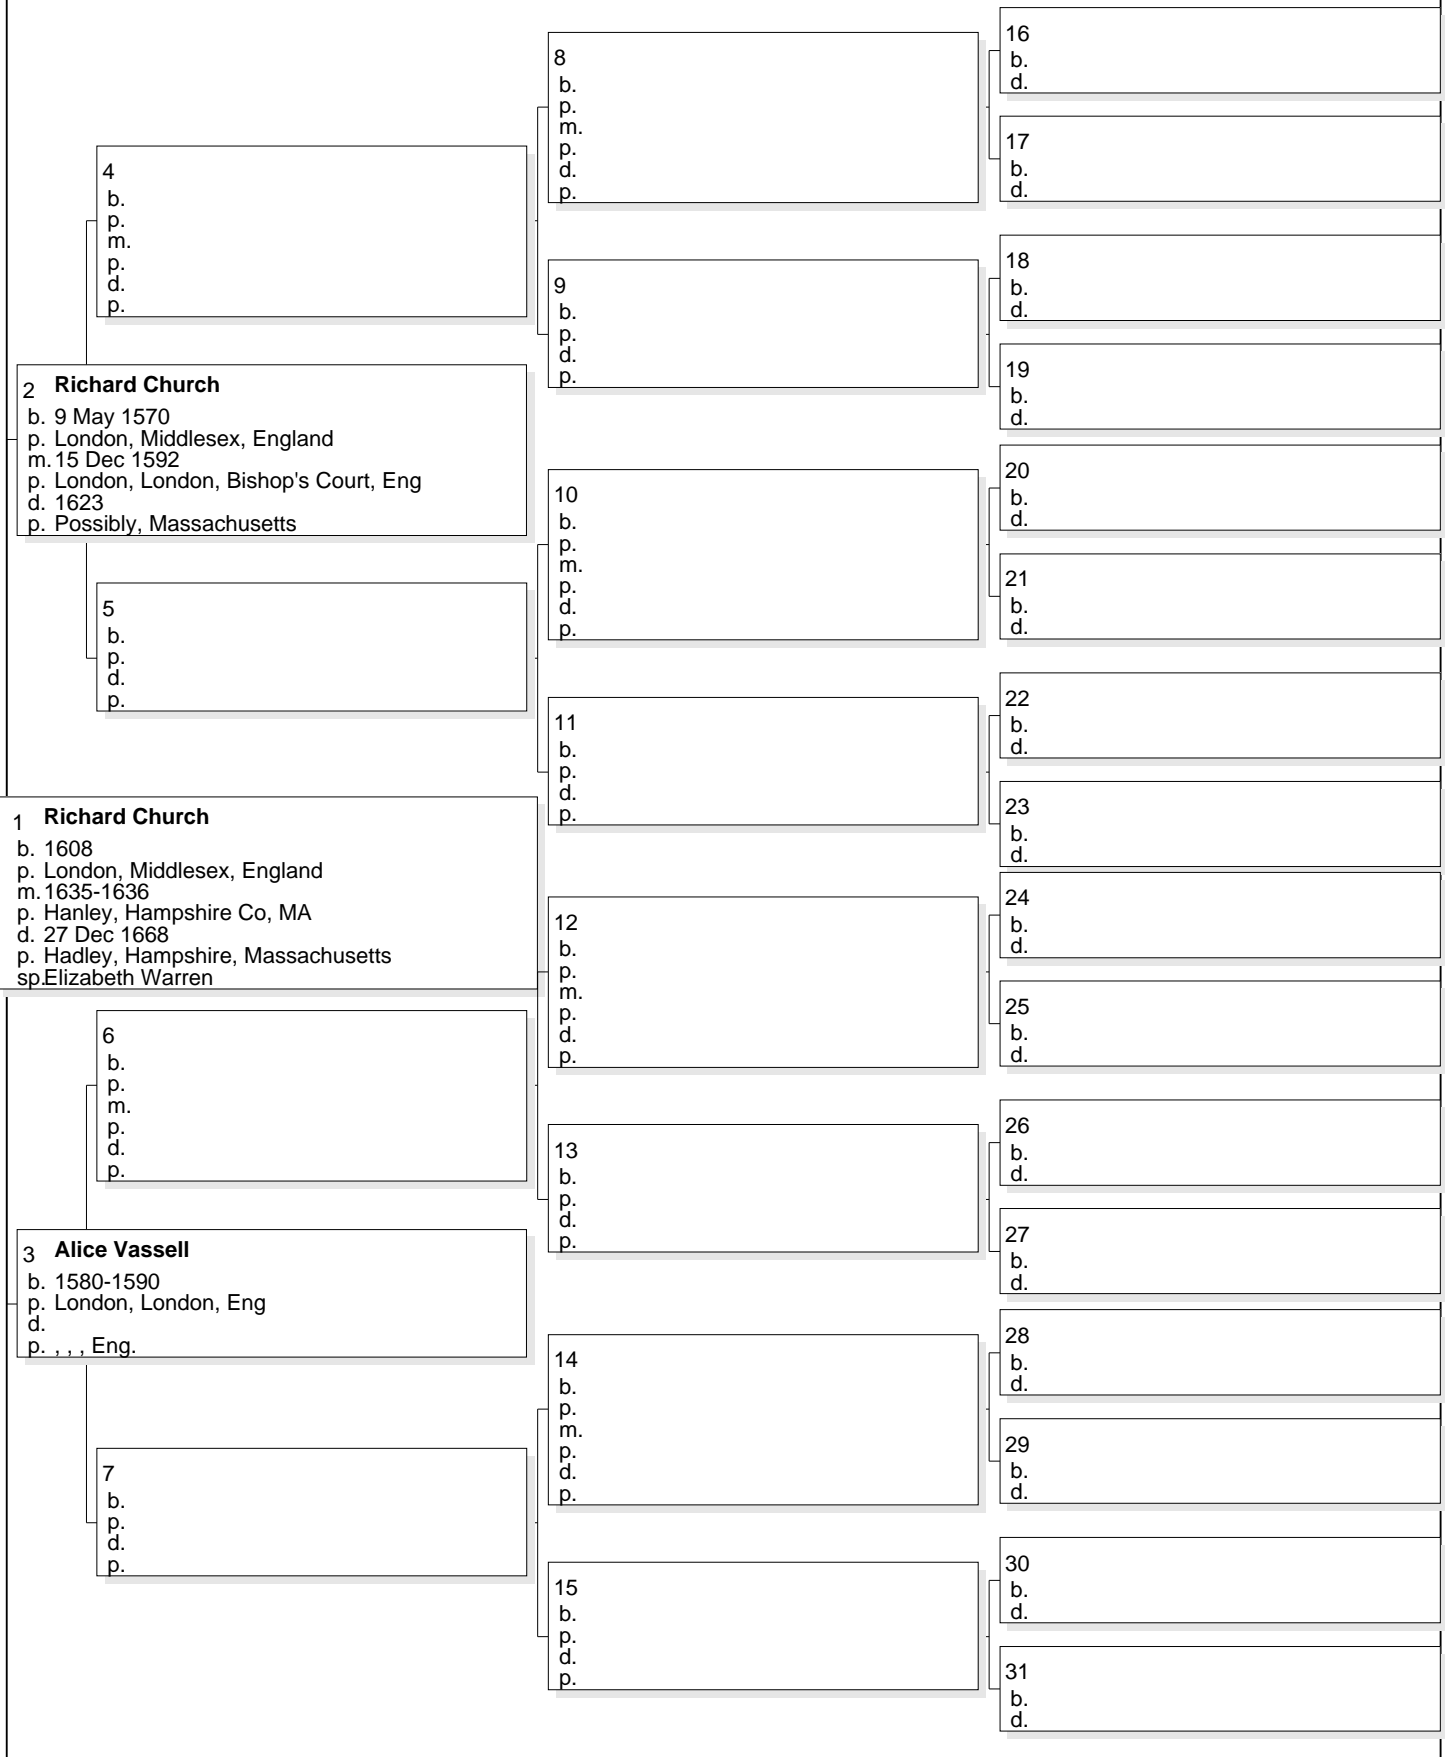 16
b.
d.
8
b.
p.
m.
p.
d.
p.
17
b.
d.
4
b.
p.
m.
p.
d.
p.
18
b.
d.
9
b.
p.
d.
p.
19
b.
d.
2 Richard Church
b. 9 May 1570
p. London, Middlesex, England
m. 15 Dec 1592
p. London, London, Bishop's Court, Eng
d. 1623
p. Possibly, Massachusetts
20
b.
d.
10
b.
p.
m.
p.
d.
p.
21
b.
d.
5
b.
p.
d.
p.
22
b.
d.
11
b.
p.
d.
p.
23
b.
d.
1 Richard Church
b. 1608
p. London, Middlesex, England
m. 1635-1636
p. Hanley, Hampshire Co, MA
d. 27 Dec 1668
p. Hadley, Hampshire, Massachusetts
sp. Elizabeth Warren
24
b.
d.
12
b.
p.
m.
p.
d.
p.
25
b.
d.
6
b.
p.
m.
p.
d.
p.
26
b.
d.
13
b.
p.
d.
p.
27
b.
d.
3 Alice Vassell
b. 1580-1590
p. London, London, Eng
d.
p. , , , Eng.
28
b.
d.
14
b.
p.
m.
p.
d.
p.
29
b.
d.
7
b.
p.
d.
p.
30
b.
d.
15
b.
p.
d.
p.
31
b.
d.